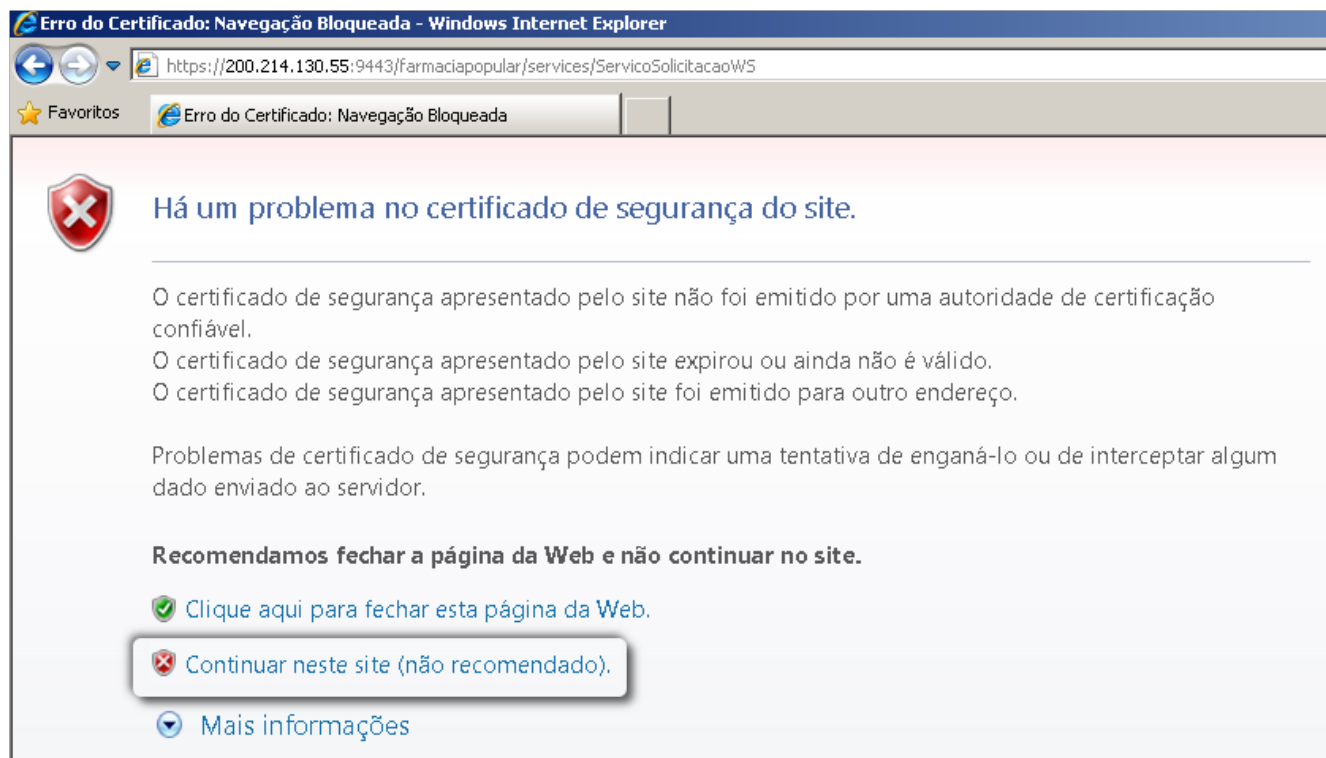 Erro do Certificado: Navegação Bloqueada - Windows Internet Explorer
https://200.214.130.55:9443/farmaciapopular/services/ServicoSolicitacaoWS
Favoritos Erro do Certificado: Navegação Bloqueada
Há um problema no certificado de segurança do site.
O certificado de segurança apresentado pelo site não foi emitido por uma autoridade de certificação
confiável.
O certificado de segurança apresentado pelo site expirou ou ainda não é válido.
O certificado de segurança apresentado pelo site foi emitido para outro endereço.
Problemas de certificado de segurança podem indicar uma tentativa de enganá-lo ou de interceptar algum
dado enviado ao servidor.
Recomendamos fechar a página da Web e não continuar no site.
Clique aqui para fechar esta página da Web.
Continuar neste site (não recomendado).
Mais informações